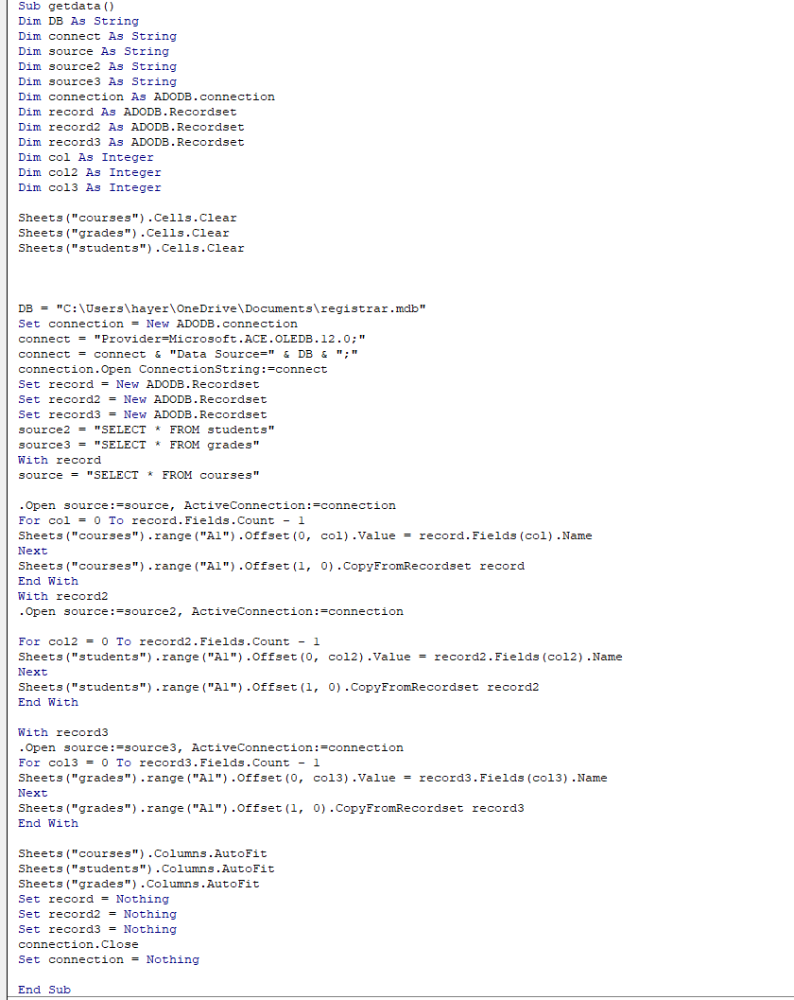 Sub getdata()
Dim DB As String
Dim connect As String
Dim source As String
Dim source2 As String
Dim source3 As String
Dim connection As ADODB.connection
Dim record As ADODB.Recordset
Dim record2 As ADODB.Recordset
Dim record3 As ADODB.Recordset
Dim col As Integer
Dim col2 As Integer
Dim col3 As Integer
Sheets("courses").Cells.Clear
Sheets("grades").Cells.Clear
Sheets("students").Cells.Clear
DB = "C:\Users\hayer\OneDrive\Documents\registrar.mdb"
Set connection = New ADODB.connection
connect = "Provider=Microsoft.ACE.OLEDB.12.0;"
connect = connect & "Data Source=" & DB & ";"
connection.Open ConnectionString:=connect
Set record = New ADODB.Recordset
Set record2 = New ADODB.Recordset
Set record3 = New ADODB.Recordset
source2 = "SELECT * FROM students"
source3 = "SELECT * FROM grades"
With record
source = "SELECT * FROM courses"
.Open source:=source, ActiveConnection:=connection
For col = 0 To record.Fields.Count - 1
Sheets("courses").range("A1").Offset(0, col).Value = record.Fields(col).Name
Next
Sheets("courses").range("A1").Offset(1, 0).CopyFromRecordset record
End With
With record2
.Open source:=source2, ActiveConnection:=connection
For col2 = 0 To record2.Fields.Count - 1
Sheets("students").range("A1").Offset(0, col2).Value = record2.Fields(col2).Name
Next
Sheets("students").range("A1").Offset(1, 0).CopyFromRecordset record2
End With
With record3
.Open source:=source3, ActiveConnection:=connection
For col3 = 0 To record3.Fields.Count - 1
Sheets("grades").range("A1").Offset(0, col3).Value = record3.Fields(col3).Name
Next
Sheets("grades").range("A1").Offset(1, 0).CopyFromRecordset record3
End With
Sheets("courses").Columns.AutoFit
Sheets("students").Columns.AutoFit
Sheets("grades").Columns.AutoFit
Set record = Nothing
Set record2 = Nothing
Set record3 = Nothing
connection.Close
Set connection = Nothing
End Sub